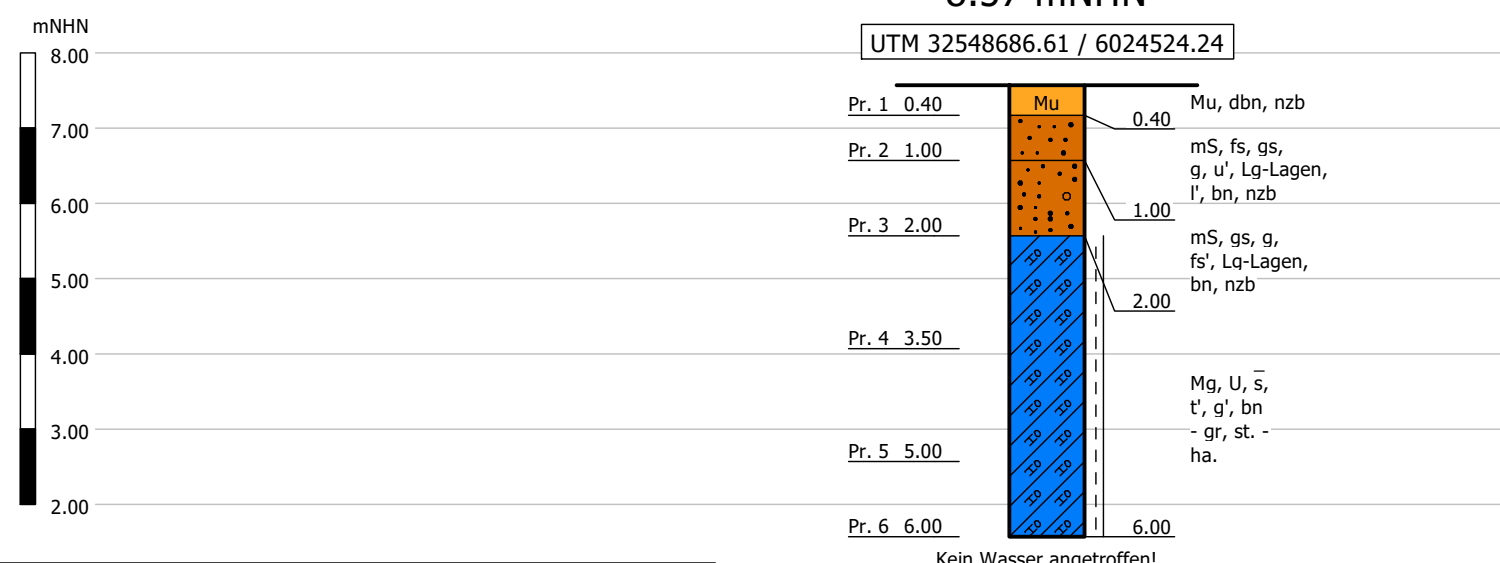 mNHN
mNHN
UTM 32548686.61 / 6024524.24
8.00
7.00
6.00
5.00
4.00
3.00
2.00
Pr. 1 0.40
Pr. 2 1.00
Pr. 3 2.00
Pr. 4 3.50
Pr. 5 5.00
Pr. 6 6.00
Mu
0.40
1.00
2.00
6.00
Mu, dbn, nzb
mS, fs, gs,
g, u', Lg-Lagen,
l', bn, nzb
mS, gs, g,
fs', Lg-Lagen,
bn, nzb
Mg, U, s̅,
t', g', bn
- gr, st. -
ha.
Kein Wasser angetroffen!